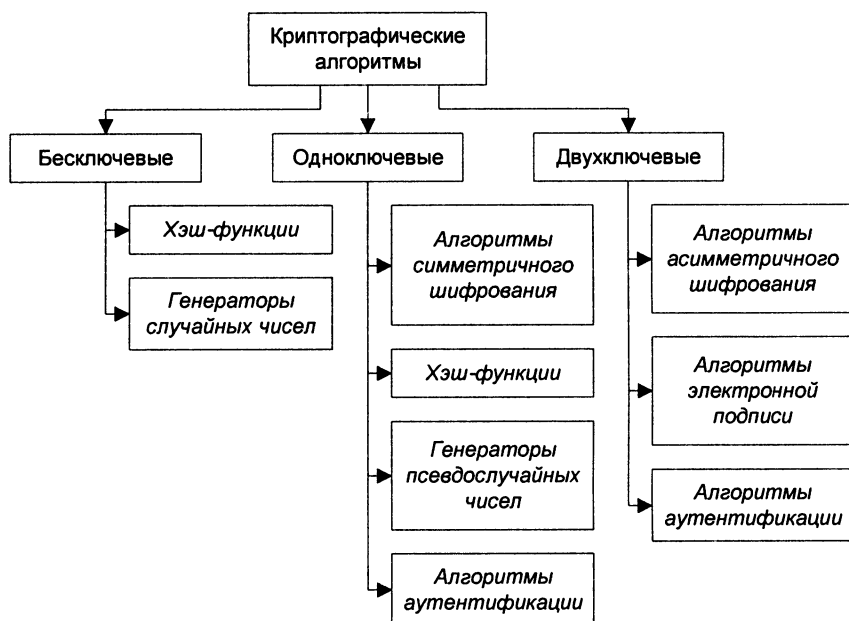 Криптографические
алгоритмы
Бесключевые
Одноключевые
Двухключевые
Хэш-функции
Генераторы
случайных чисел
Алгоритмы
симметричного
шифрования
Хэш-функции
Генераторы
псевдослучайных
чисел
Алгоритмы
аутентификации
Алгоритмы
асимметричного
шифрования
Алгоритмы
электронной
подписи
Алгоритмы
аутентификации